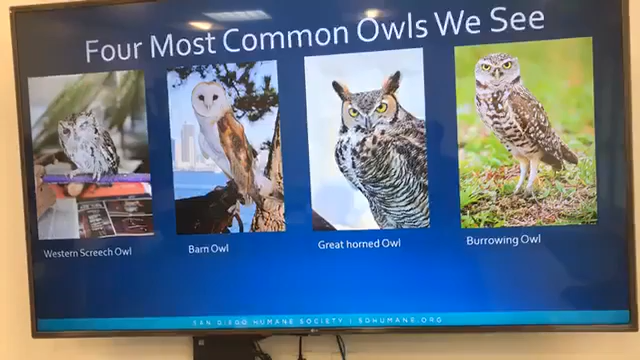 Four Most Common Owls We See
Western Screech Owl
Barn Owl
Great horned Owl
Burrowing Owl
SAN DIEGO HUMANE SOCIETY | SDHUMANE.ORG
LG